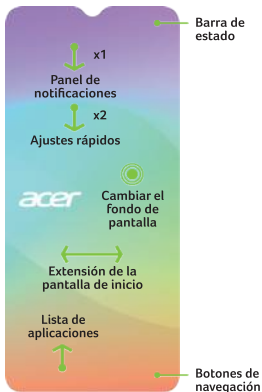 Barra de
estado
x1
Panel de
notificaciones
x2
Ajustes rápidos
acer
Cambiar el
fondo de
pantalla
Extensión de la
pantalla de inicio
Lista de
aplicaciones
Botones de
navegación